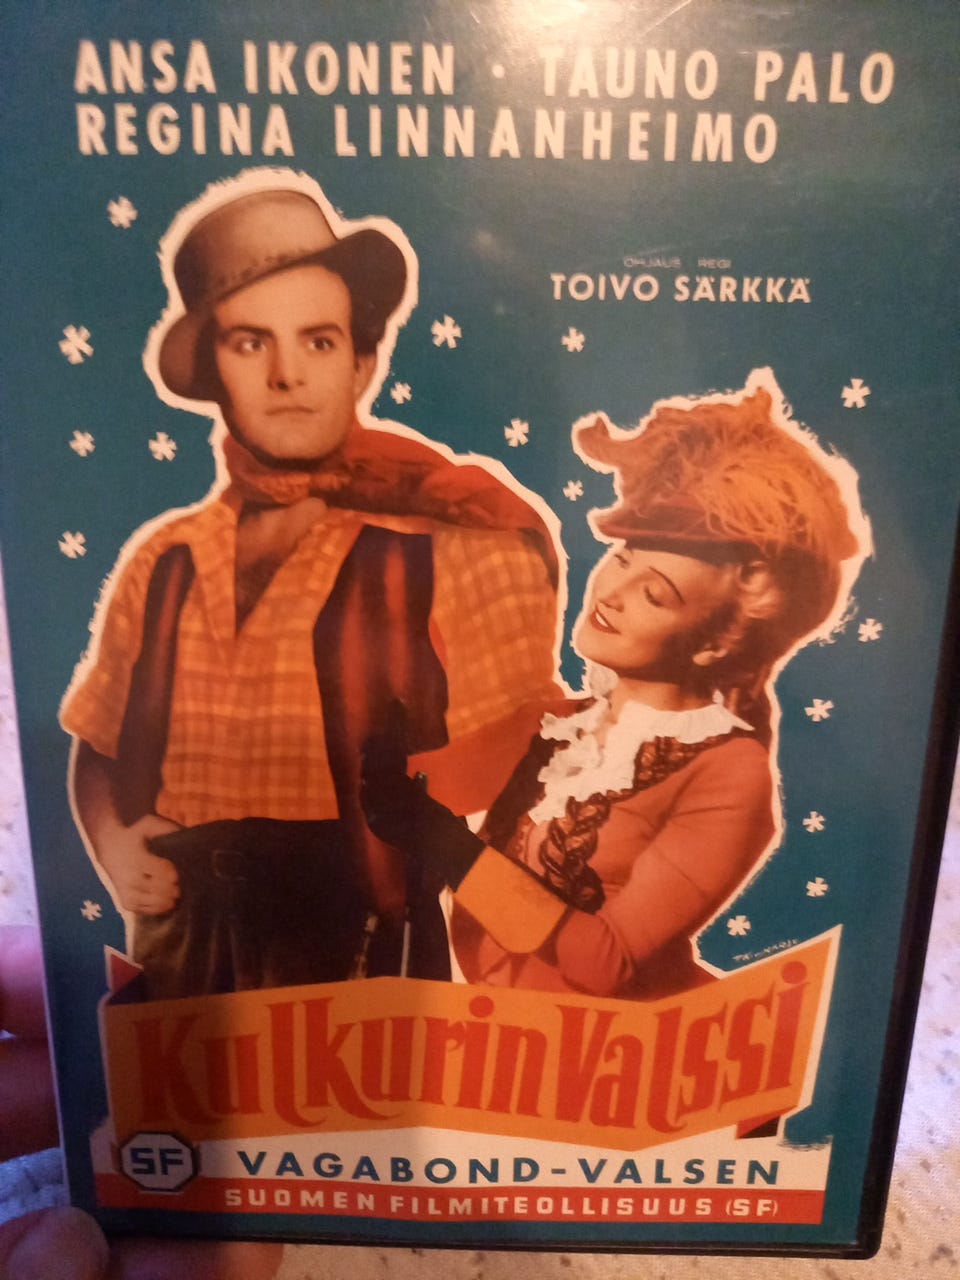 ANSA IKONEN · TAUNO PALO
REGINA LINNANHEIMO
OHJAUS REGI
TOIVO SÄRKKÄ
Kulkurin Valssi
SF
VAGABOND-VALSEN
SUOMEN FILMITEOLLISUUS (SF)